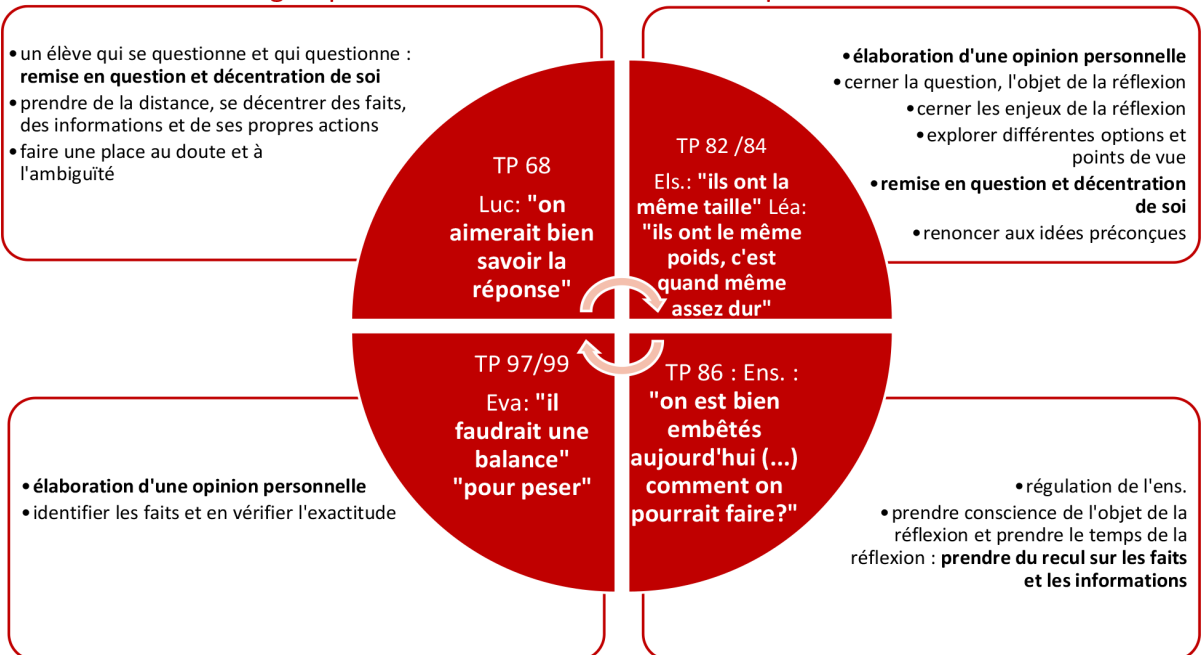 • un élève qui se questionne et qui questionne :
remise en question et décentration de soi
• prendre de la distance, se décentrer des faits,
des informations et de ses propres actions
• faire une place au doute et à
l'ambiguïté
TP 68
Luc: "on
aimerait bien
savoir la
réponse"
TP 82 /84
Els.: "ils ont la
même taille" Léa:
"ils ont le même
poids, c'est
quand même
assez dur"
• élaboration d'une opinion personnelle
• cerner la question, l'objet de la réflexion
• cerner les enjeux de la réflexion
• explorer différentes options et
points de vue
• remise en question et décentration
de soi
• renoncer aux idées préconçues
• élaboration d'une opinion personnelle
• identifier les faits et en vérifier l'exactitude
TP 97/99
Eva: "il
faudrait une
balance"
"pour peser"
TP 86 : Ens. :
"on est bien
embêtés
aujourd'hui (...)
comment on
pourrait faire?"
• régulation de l'ens.
• prendre conscience de l'objet de la
réflexion et prendre le temps de la
réflexion : prendre du recul sur les faits
et les informations